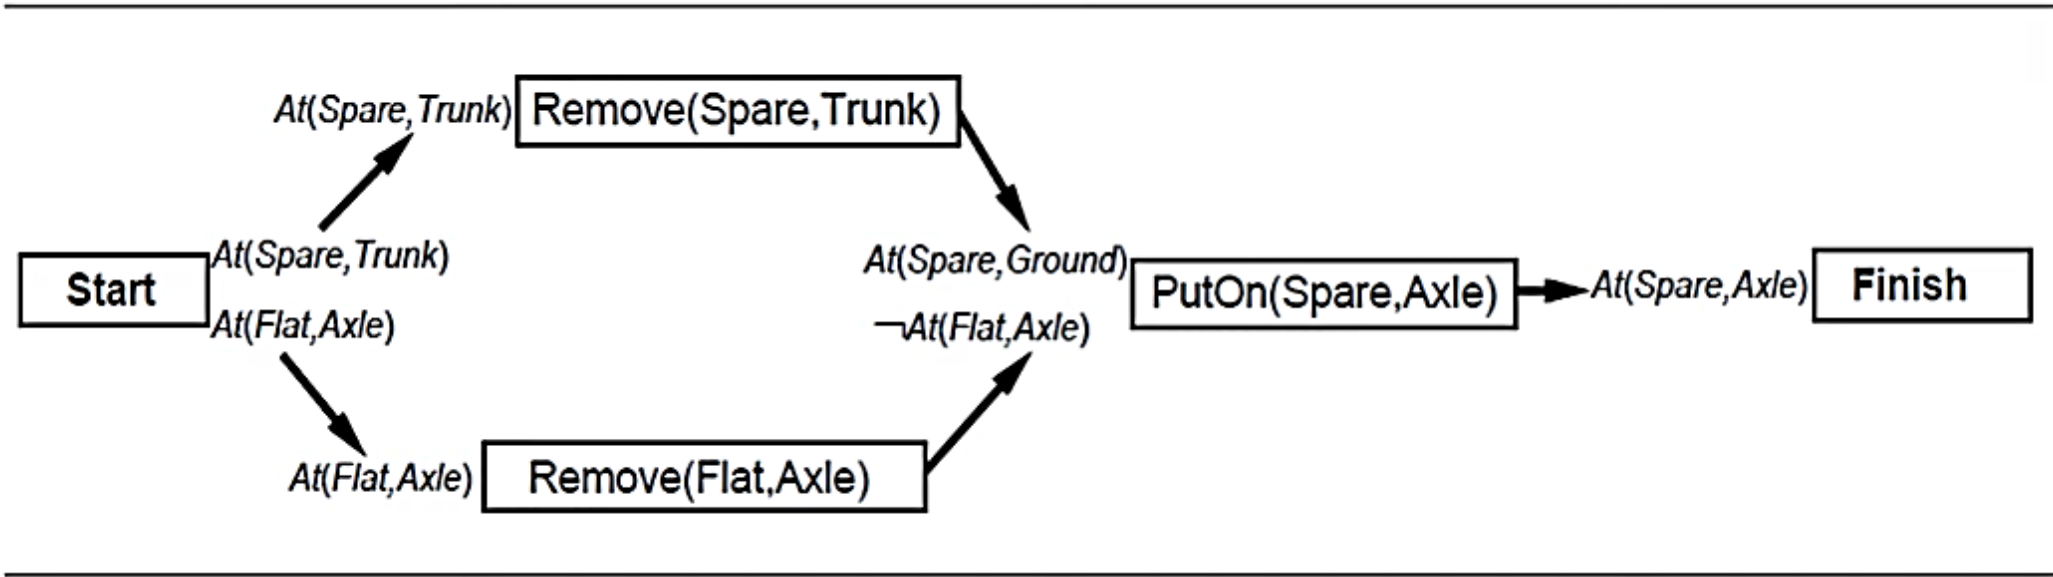 At(Spare,Trunk) Remove(Spare,Trunk)
At(Spare,Trunk)
Start
At(Flat,Axle)
At(Spare,Ground)
¬At(Flat,Axle)
PutOn(Spare,Axle)
At(Spare,Axle) Finish
At(Flat,Axle) Remove(Flat,Axle)